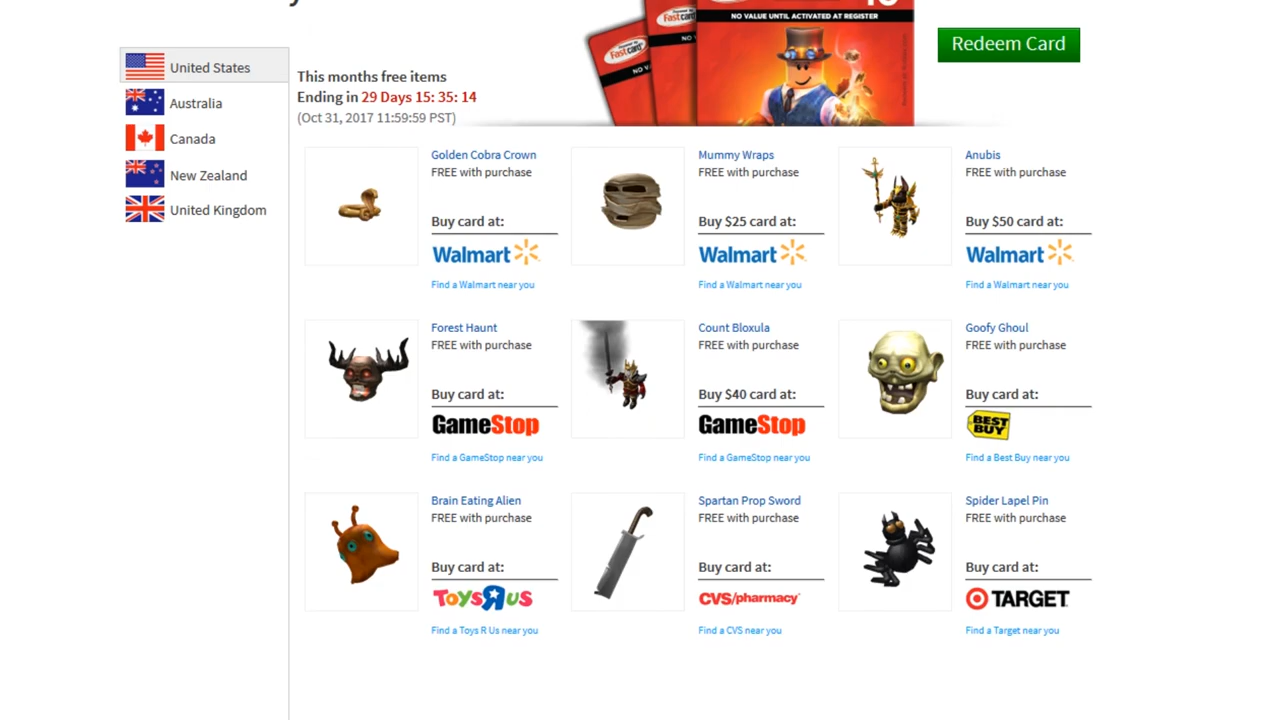 Fastcard
Fastcard
NO V
NO V
NO VALUE UNTIL ACTIVATED AT REGISTER
Redeem Card
United States
Australia
Canada
New Zealand
United Kingdom
This months free items
Ending in 29 Days 15: 35: 14
(Oct 31, 2017 11:59:59 PST)
Golden Cobra Crown
FREE with purchase
Buy card at:
Walmart
Find a Walmart near you
Mummy Wraps
FREE with purchase
Buy $25 card at:
Walmart
Find a Walmart near you
Anubis
FREE with purchase
Buy $50 card at:
Walmart
Find a Walmart near you
Forest Haunt
FREE with purchase
Buy card at:
GameStop
Find a GameStop near you
Count Bloxula
FREE with purchase
Buy $40 card at:
GameStop
Find a GameStop near you
Goofy Ghoul
FREE with purchase
Buy card at:
BEST
BUY
Find a Best Buy near you
Brain Eating Alien
FREE with purchase
Buy card at:
ToysRus
Find a Toys R Us near you
Spartan Prop Sword
FREE with purchase
Buy card at:
CVS/pharmacy
Find a CVS near you
Spider Lapel Pin
FREE with purchase
Buy card at:
TARGET
Find a Target near you